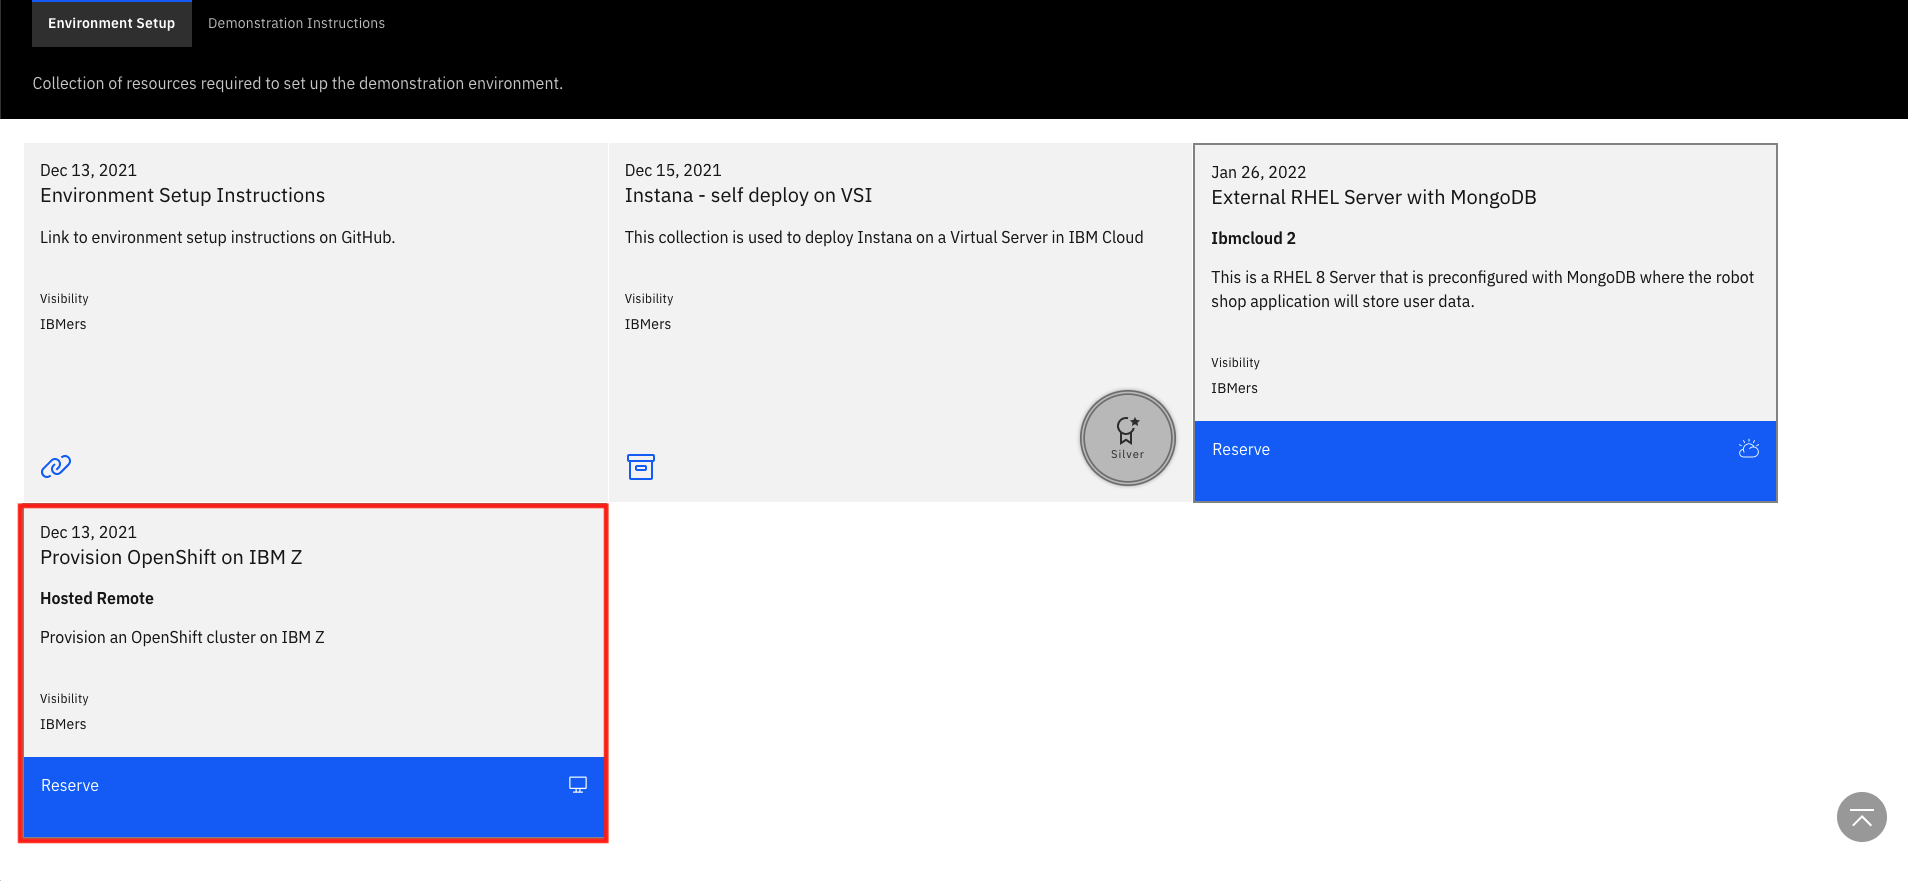 Environment Setup
Demonstration Instructions
Collection of resources required to set up the demonstration environment.
Dec 13, 2021
Environment Setup Instructions
Link to environment setup instructions on GitHub.
Visibility
IBMers
Dec 15, 2021
Instana - self deploy on VSI
This collection is used to deploy Instana on a Virtual Server in IBM Cloud
Visibility
IBMers
Silver
Jan 26, 2022
External RHEL Server with MongoDB
Ibmcloud 2
This is a RHEL 8 Server that is preconfigured with MongoDB where the robot
shop application will store user data.
Visibility
IBMers
Reserve
Dec 13, 2021
Provision OpenShift on IBM Z
Hosted Remote
Provision an OpenShift cluster on IBM Z
Visibility
IBMers
Reserve